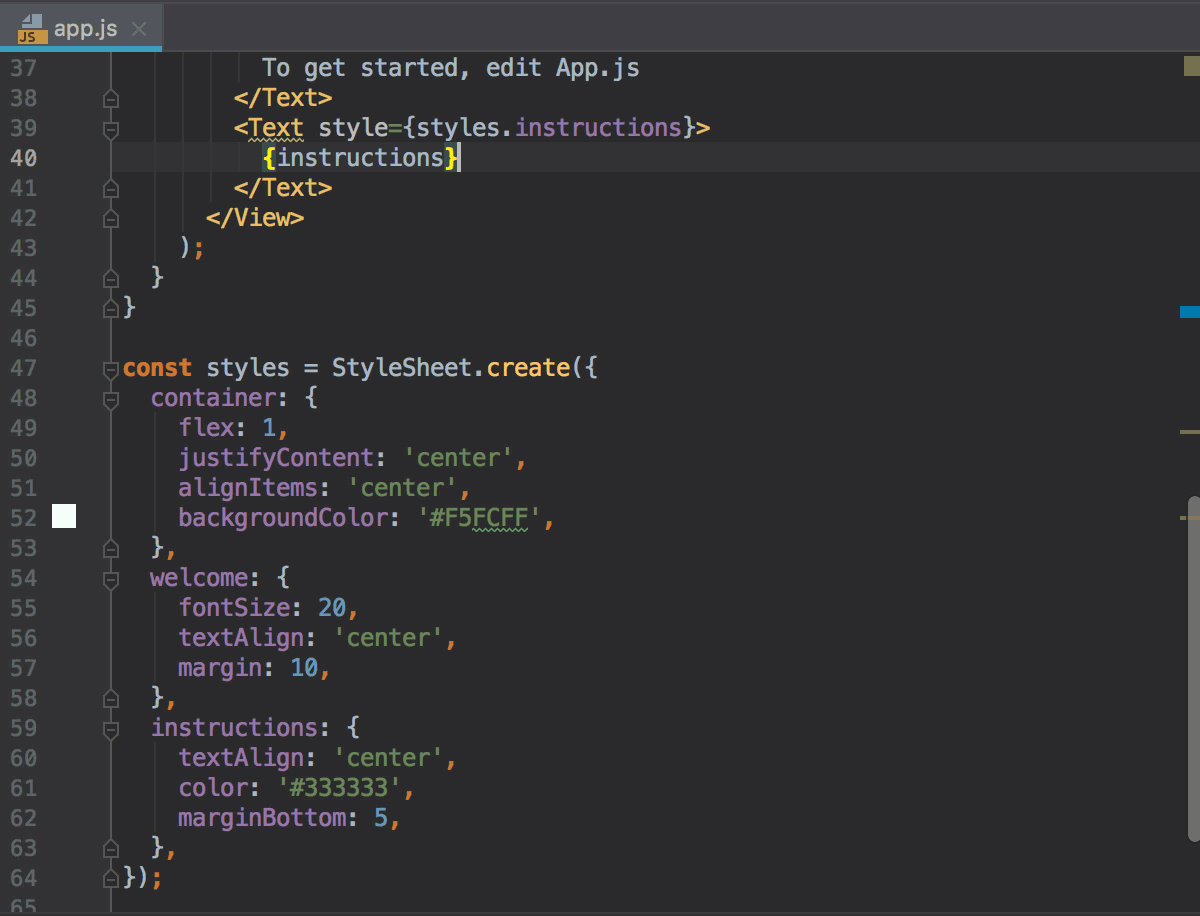 JS app.js
37 To get started, edit App.js
38 </Text>
39 <Text style={styles.instructions}>
40 {instructions}
41 </Text>
42 </View>
43 );
44 }
45 }
46
47 const styles = StyleSheet.create({
48 container: {
49 flex: 1,
50 justifyContent: 'center',
51 alignItems: 'center',
52 backgroundColor: '#F5FCFF',
53 },
54 welcome: {
55 fontSize: 20,
56 textAlign: 'center',
57 margin: 10,
58 },
59 instructions: {
60 textAlign: 'center',
61 color: '#333333',
62 marginBottom: 5,
63 },
64 });
65